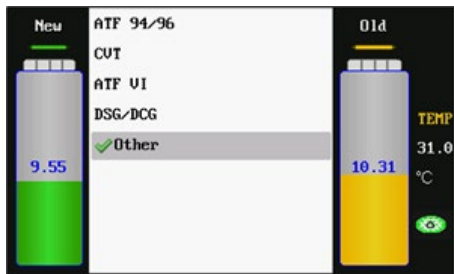 New
9.55
ATF 94/96
CVT
ATF VI
DSG/DCG
Other
Old
10.31
TEMP
31.0
°C